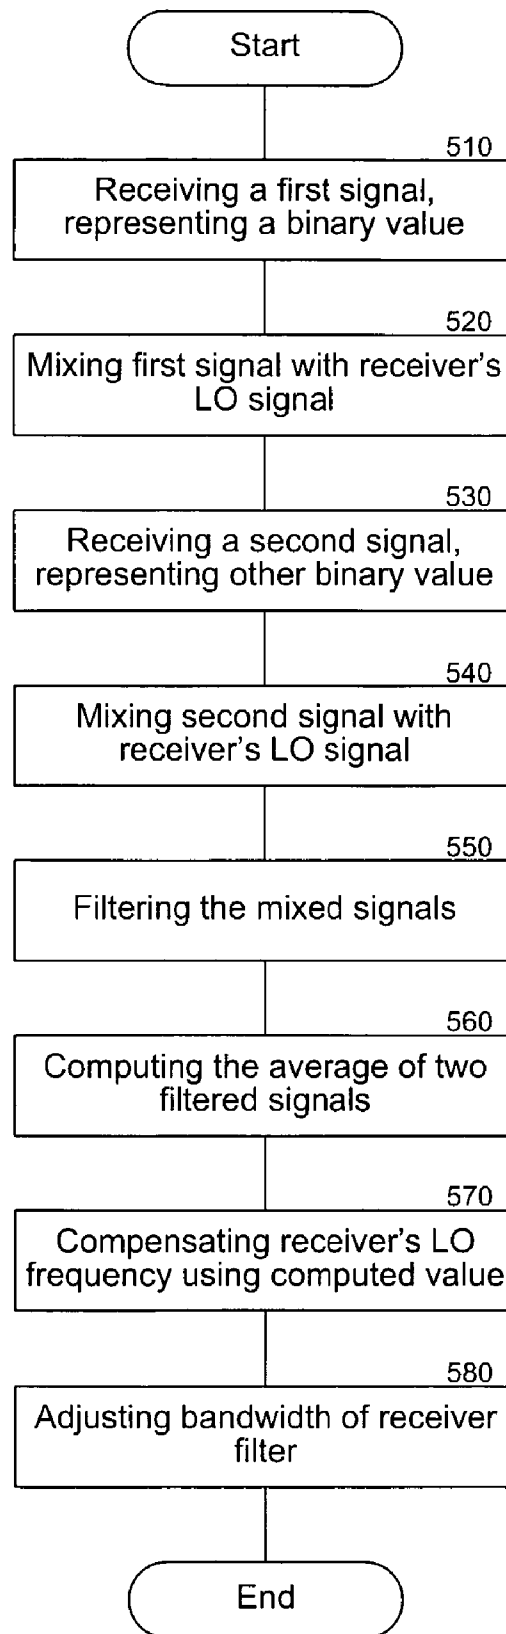 Start
510
Receiving a first signal,
representing a binary value
520
Mixing first signal with receiver's
LO signal
530
Receiving a second signal,
representing other binary value
540
Mixing second signal with
receiver's LO signal
550
Filtering the mixed signals
560
Computing the average of two
filtered signals
570
Compensating receiver's LO
frequency using computed value
580
Adjusting bandwidth of receiver
filter
End